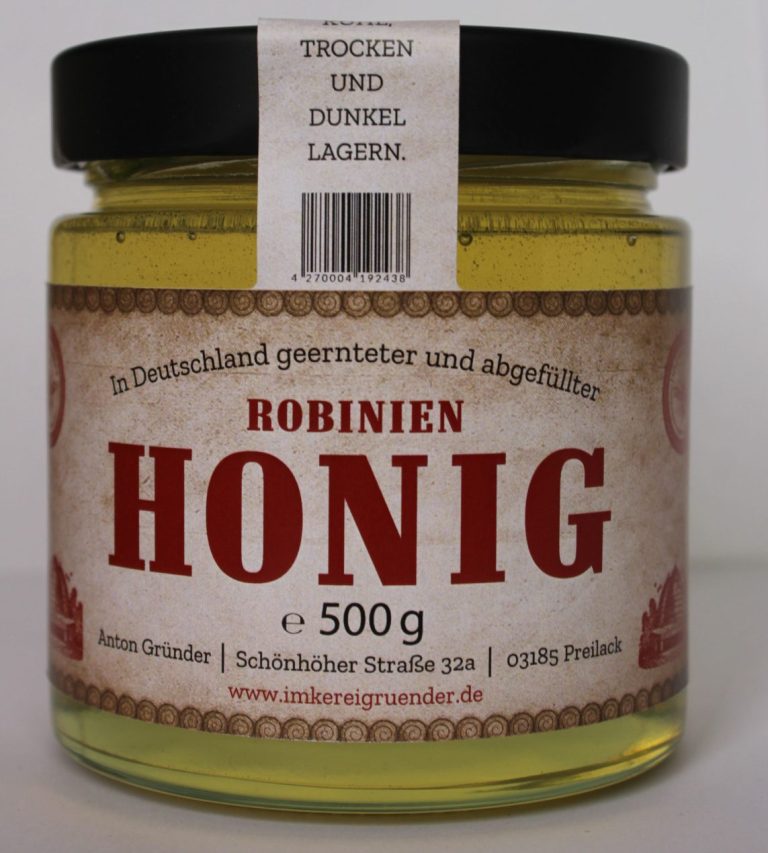 KÜHL,
TROCKEN
UND
DUNKEL
LAGERN.
4 270004 192438
In Deutschland geernteter und abgefüllter
ROBINIEN
HONIG
℮ 500 g
Anton Gründer | Schönhöher Straße 32a | 03185 Preilack
www.imkereigruender.de